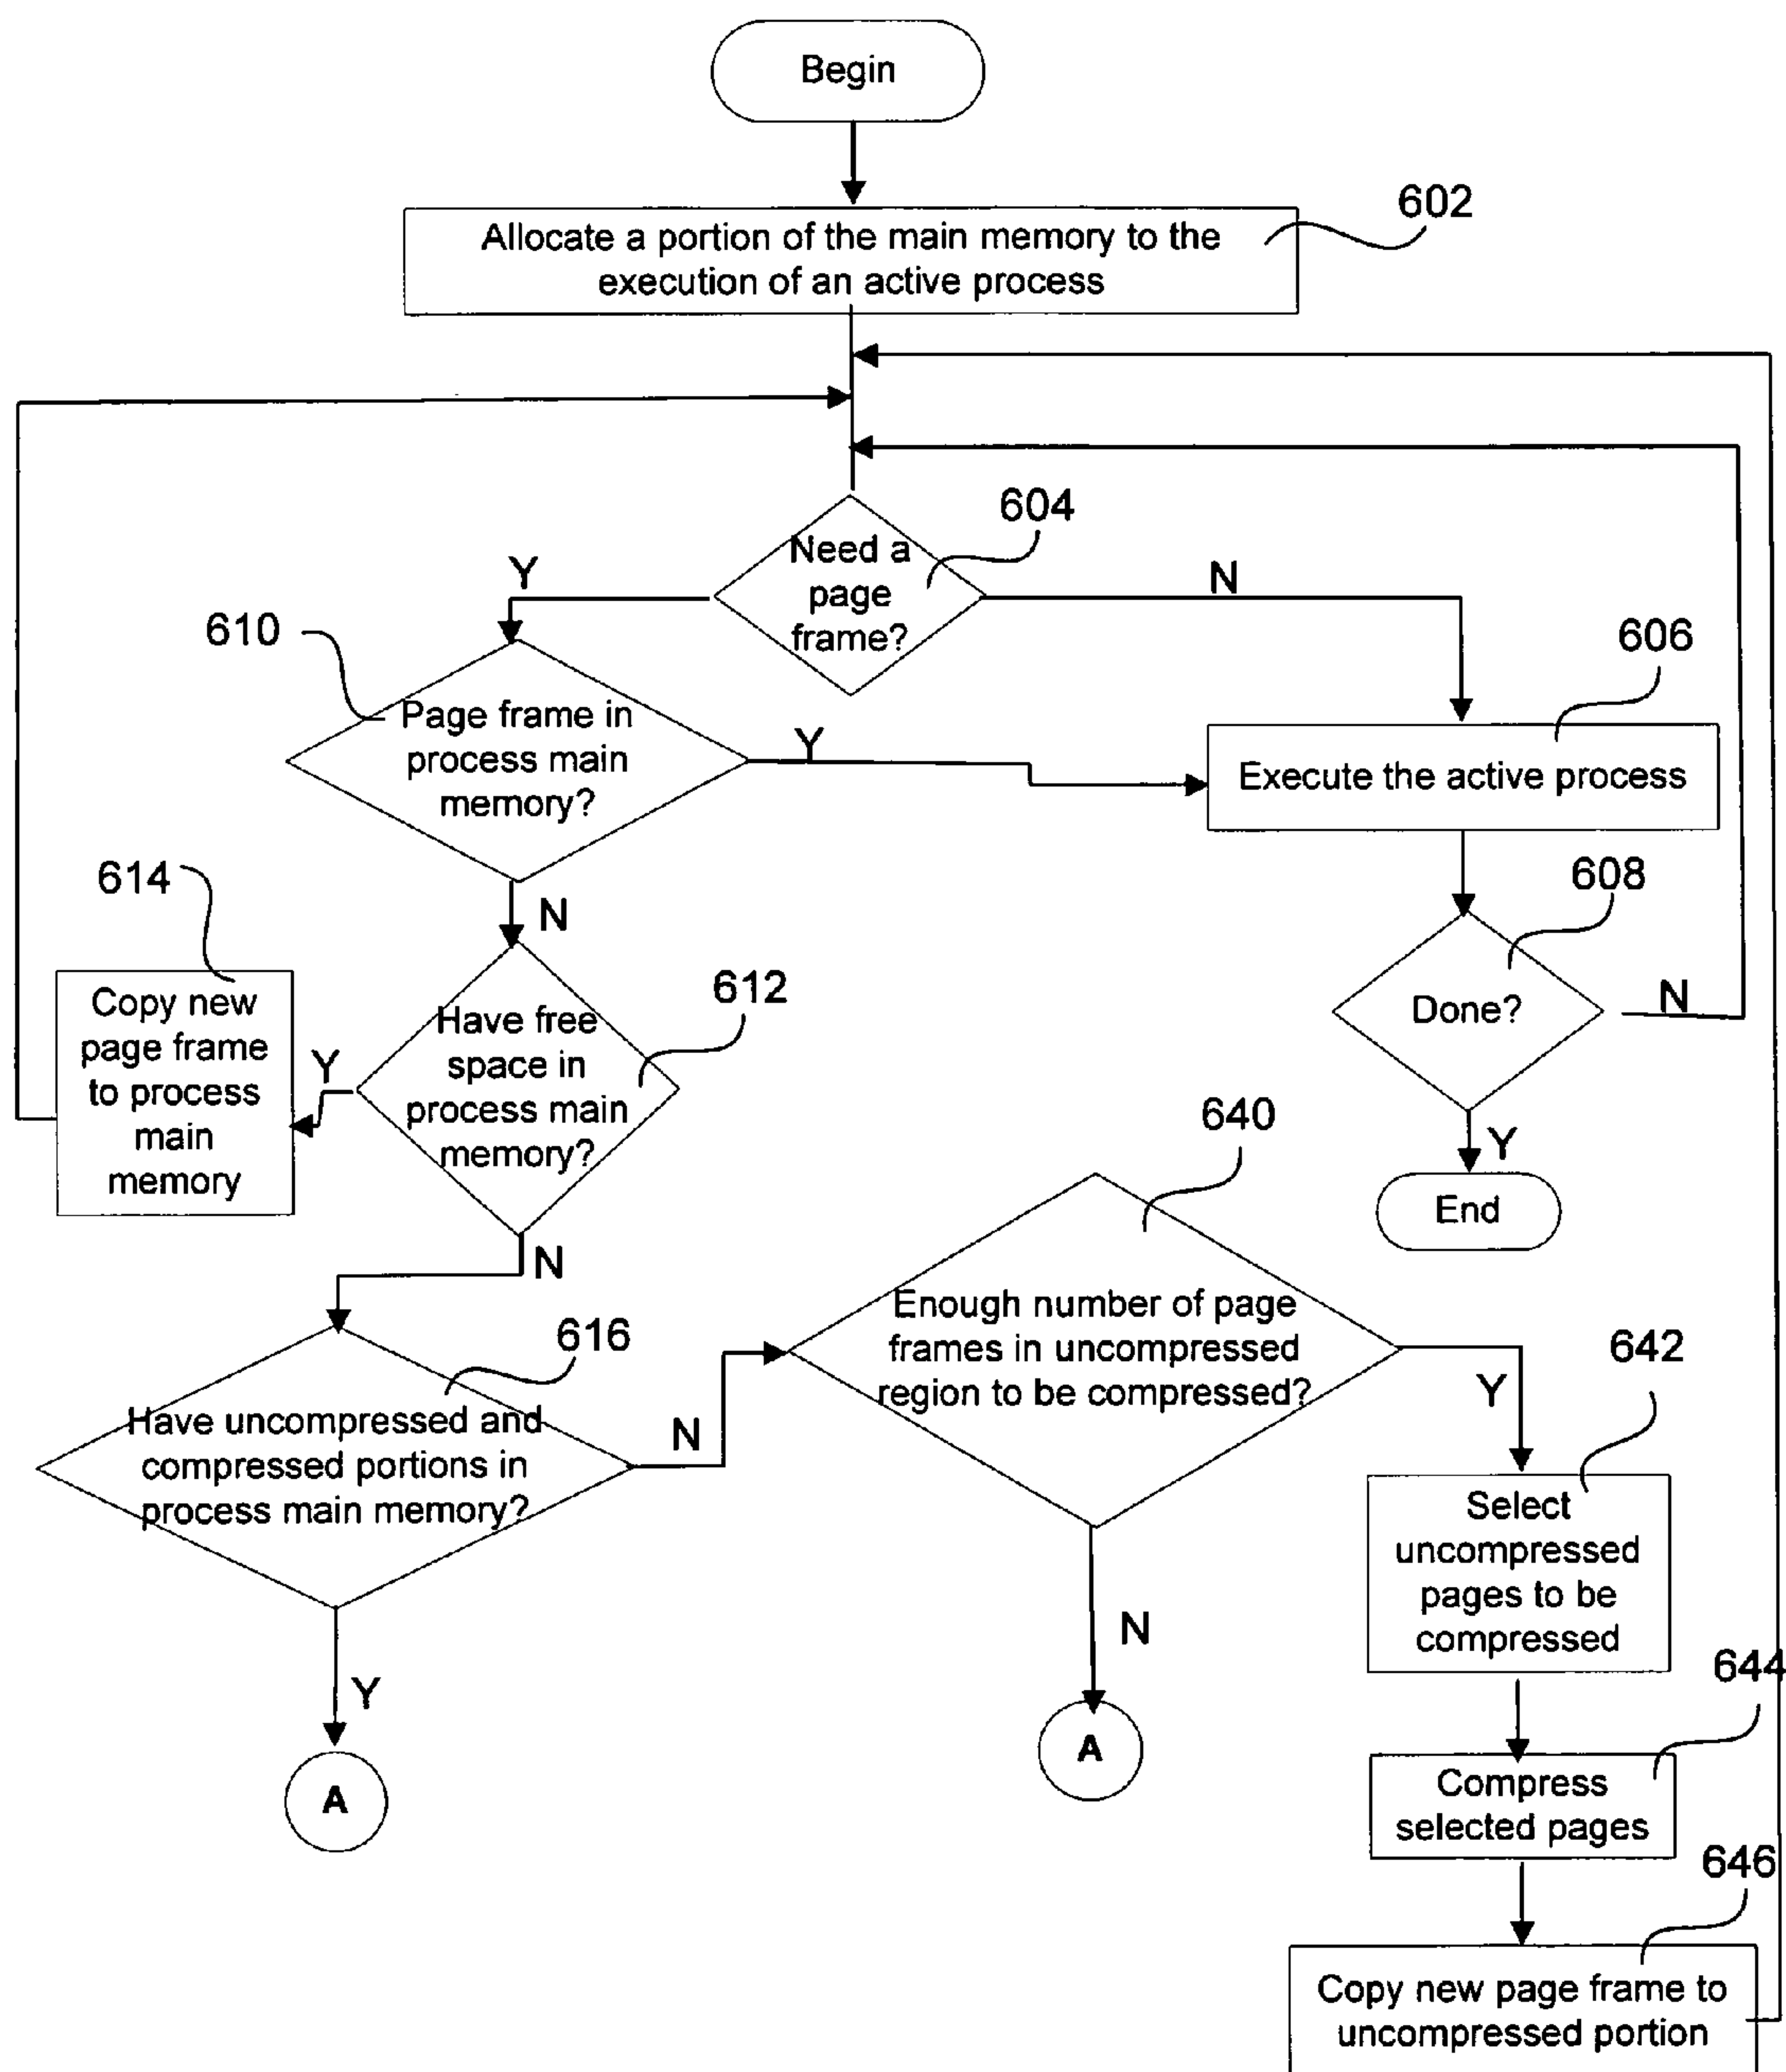 Begin
602
Allocate a portion of the main memory to the
execution of an active process
604
Need a
page
frame?
Y
N
610
Page frame in
process main
memory?
Y
606
Execute the active process
N
614
Copy new
page frame
to process
main
memory
Y
612
Have free
space in
process main
memory?
608
Done?
N
Y
End
N
616
Have uncompressed and
compressed portions in
process main memory?
N
Y
A
640
Enough number of page
frames in uncompressed
region to be compressed?
Y
N
A
642
Select
uncompressed
pages to be
compressed
644
Compress
selected pages
646
Copy new page frame to
uncompressed portion